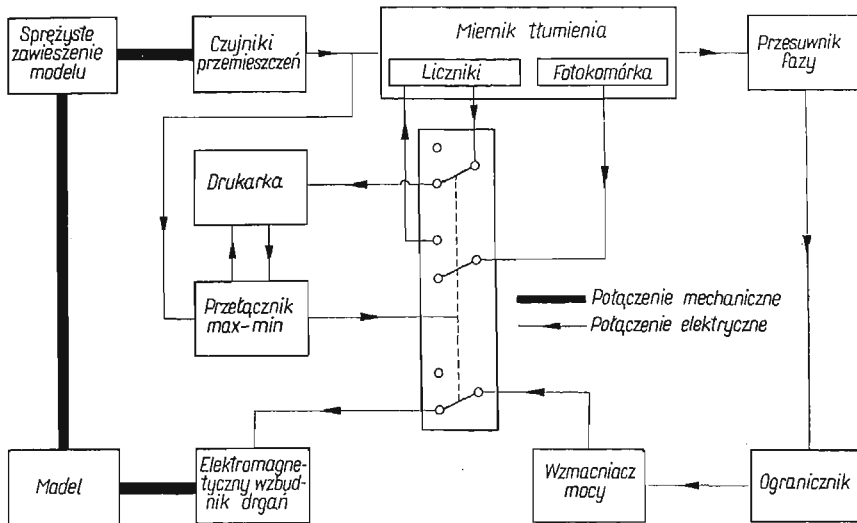 Sprężyste
zawieszenie
modelu
Czujniki
przemieszczeń
Miernik tłumienia
Liczniki
Fotokomórka
Przesuwnik
fazy
Drukarka
Przełącznik
max-min
Połączenie mechaniczne
Połączenie elektryczne
Model
Elektromagne-
tyczny wzbud-
nik drgań
Wzmacniacz
mocy
Ogranicznik